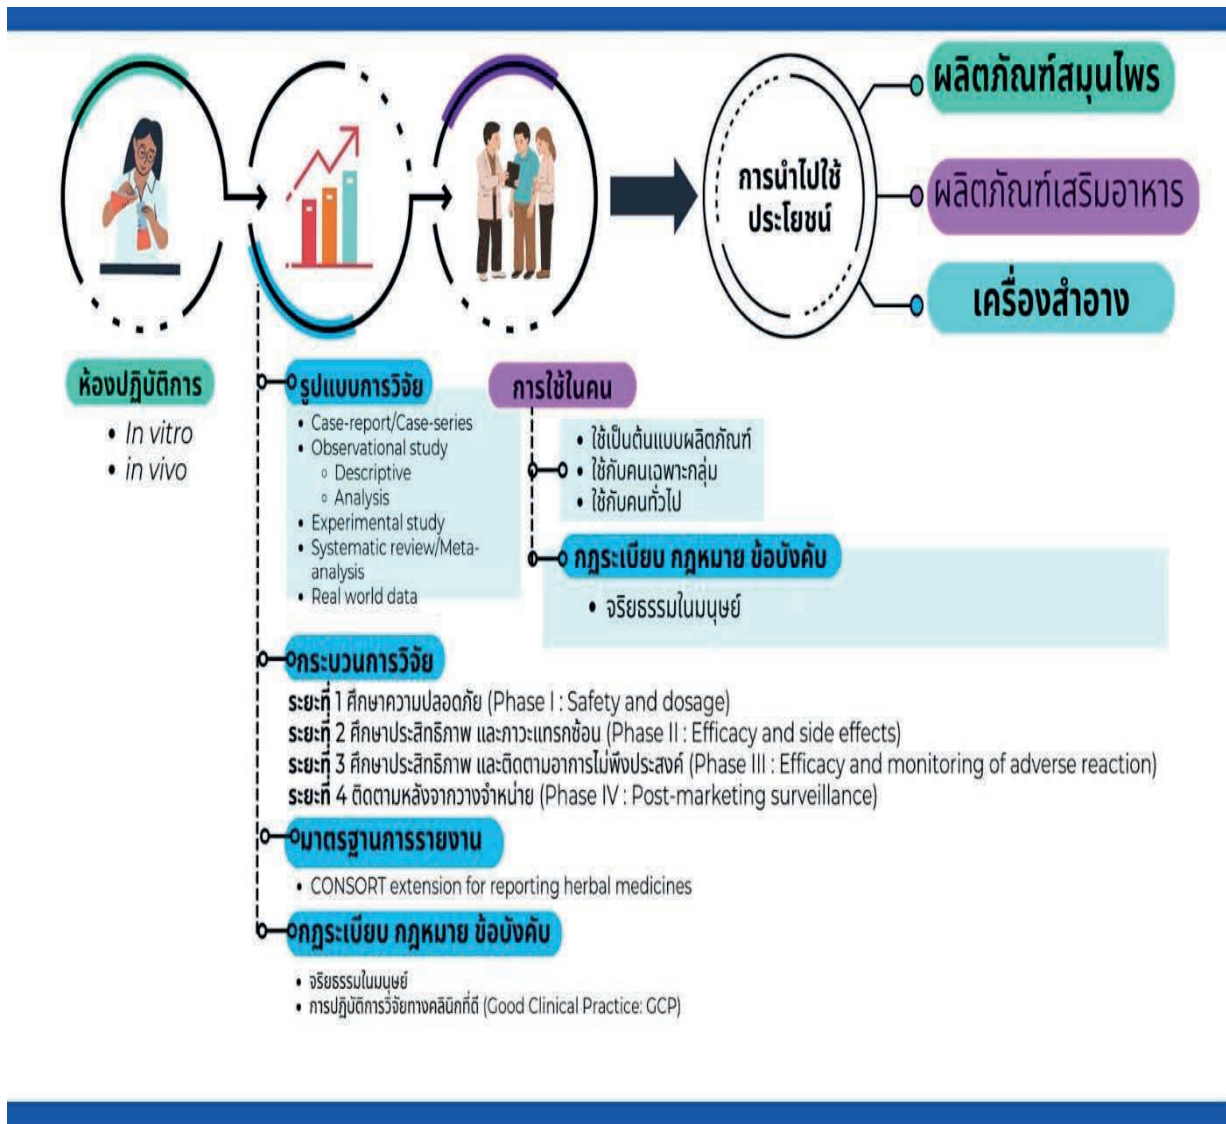 ผลิตภัณฑ์สมุนไพร
การนำไปใช้
ประโยชน์
ผลิตภัณฑ์เสริมอาหาร
เครื่องสำอาง
ห้องปฏิบัติการ
• In vitro
• in vivo
รูปแบบการวิจัย
• Case-report/Case-series
• Observational study
◦ Descriptive
◦ Analysis
• Experimental study
• Systematic review/Meta-
analysis
• Real world data
การใช้ในคน
• ใช้เป็นต้นแบบผลิตภัณฑ์
• ใช้กับคนเฉพาะกลุ่ม
• ใช้กับคนทั่วไป
กฎระเบียบ กฎหมาย ข้อบังคับ
• จริยธรรมในมนุษย์
กระบวนการวิจัย
ระยะที่ 1 ศึกษาความปลอดภัย (Phase I : Safety and dosage)
ระยะที่ 2 ศึกษาประสิทธิภาพ และภาวะแทรกซ้อน (Phase II : Efficacy and side effects)
ระยะที่ 3 ศึกษาประสิทธิภาพ และติดตามอาการไม่พึงประสงค์ (Phase III : Efficacy and monitoring of adverse reaction)
ระยะที่ 4 ติดตามหลังจากวางจำหน่าย (Phase IV : Post-marketing surveillance)
มาตรฐานการรายงาน
• CONSORT extension for reporting herbal medicines
กฎระเบียบ กฎหมาย ข้อบังคับ
• จริยธรรมในมนุษย์
• การปฏิบัติการวิจัยทางคลินิกที่ดี (Good Clinical Practice: GCP)